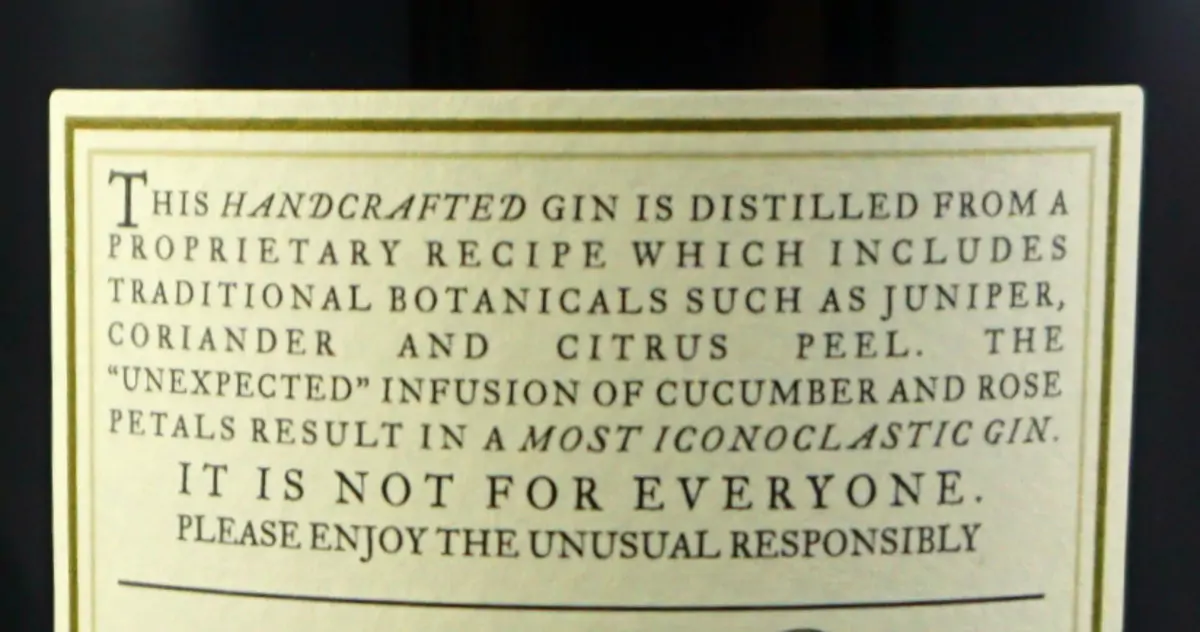 THIS HANDCRAFTED GIN IS DISTILLED FROM A
PROPRIETARY RECIPE WHICH INCLUDES
TRADITIONAL BOTANICALS SUCH AS JUNIPER,
CORIANDER AND CITRUS PEEL. THE
“UNEXPECTED” INFUSION OF CUCUMBER AND ROSE
PETALS RESULT IN A MOST ICONOCLASTIC GIN.
IT IS NOT FOR EVERYONE.
PLEASE ENJOY THE UNUSUAL RESPONSIBLY